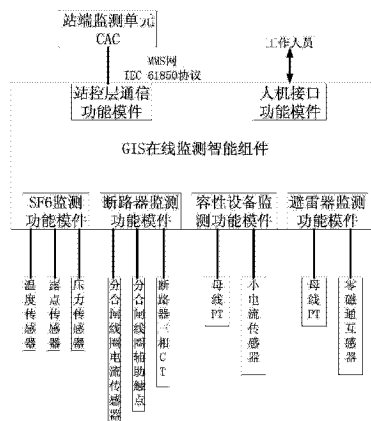 站端监测单元
CAC
工作人员
MMS网
IEC 61850协议
站控层通信
功能模件
人机接口
功能模件
GIS在线监测智能组件
SF6监测
功能模件
断路器监测
功能模件
容性设备监
测功能模件
避雷器监测
功能模件
温度传感器
露点传感器
压力传感器
分合闸线圈电流传感器
分合闸线圈辅助触点
断路器三相CT
母线PT
小电流传感器
母线PT
零磁通互感器